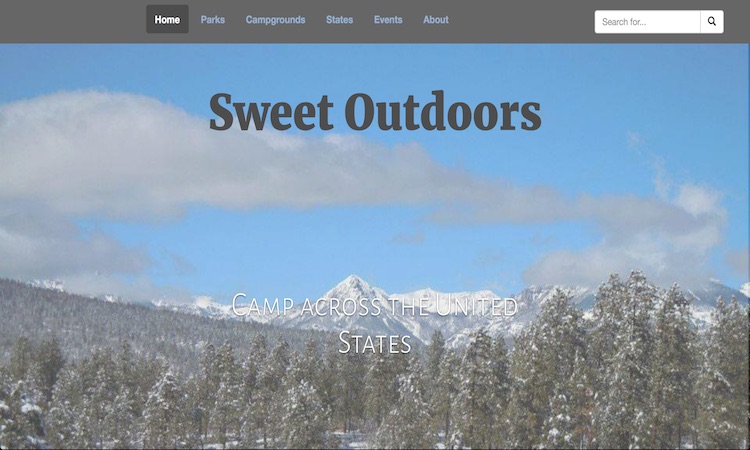 Home Parks Campgrounds States Events About Search for...
Sweet Outdoors
Camp across the United
States